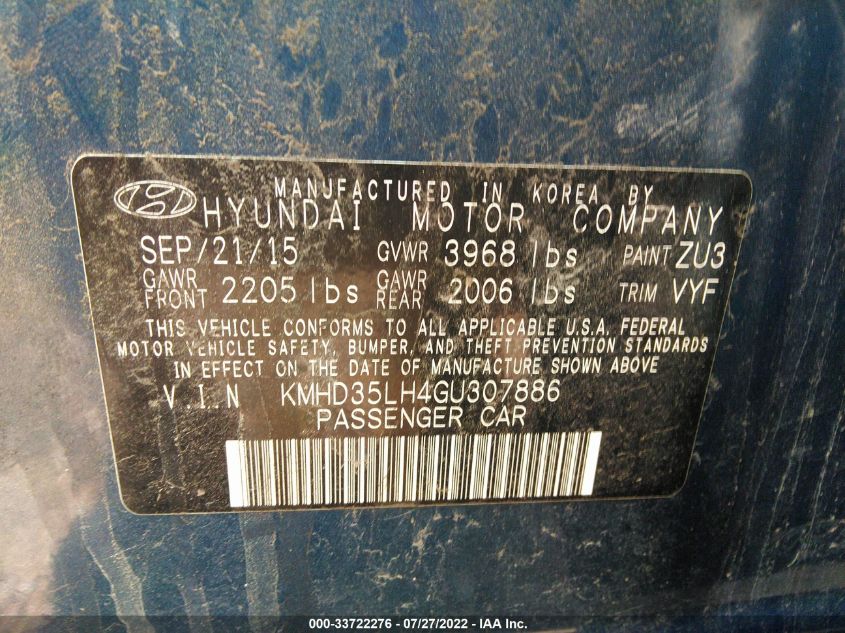 MANUFACTURED IN KOREA BY
HYUNDAI MOTOR COMPANY
SEP/21/15 GVWR 3968 lbs PAINT ZU3
GAWR FRONT 2205 lbs GAWR REAR 2006 lbs TRIM VYF
THIS VEHICLE CONFORMS TO ALL APPLICABLE U.S.A. FEDERAL
MOTOR VEHICLE SAFETY, BUMPER, AND THEFT PREVENTION STANDARDS
IN EFFECT ON THE DATE OF MANUFACTURE SHOWN ABOVE
V.I.N KMHD35LH4GU307886
PASSENGER CAR
000-33722276 - 07/27/2022 - IAA Inc.